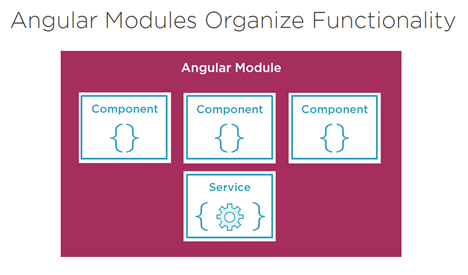 Angular Modules Organize Functionality
Angular Module
Component Component Component
{} {} {}
Service
{ }